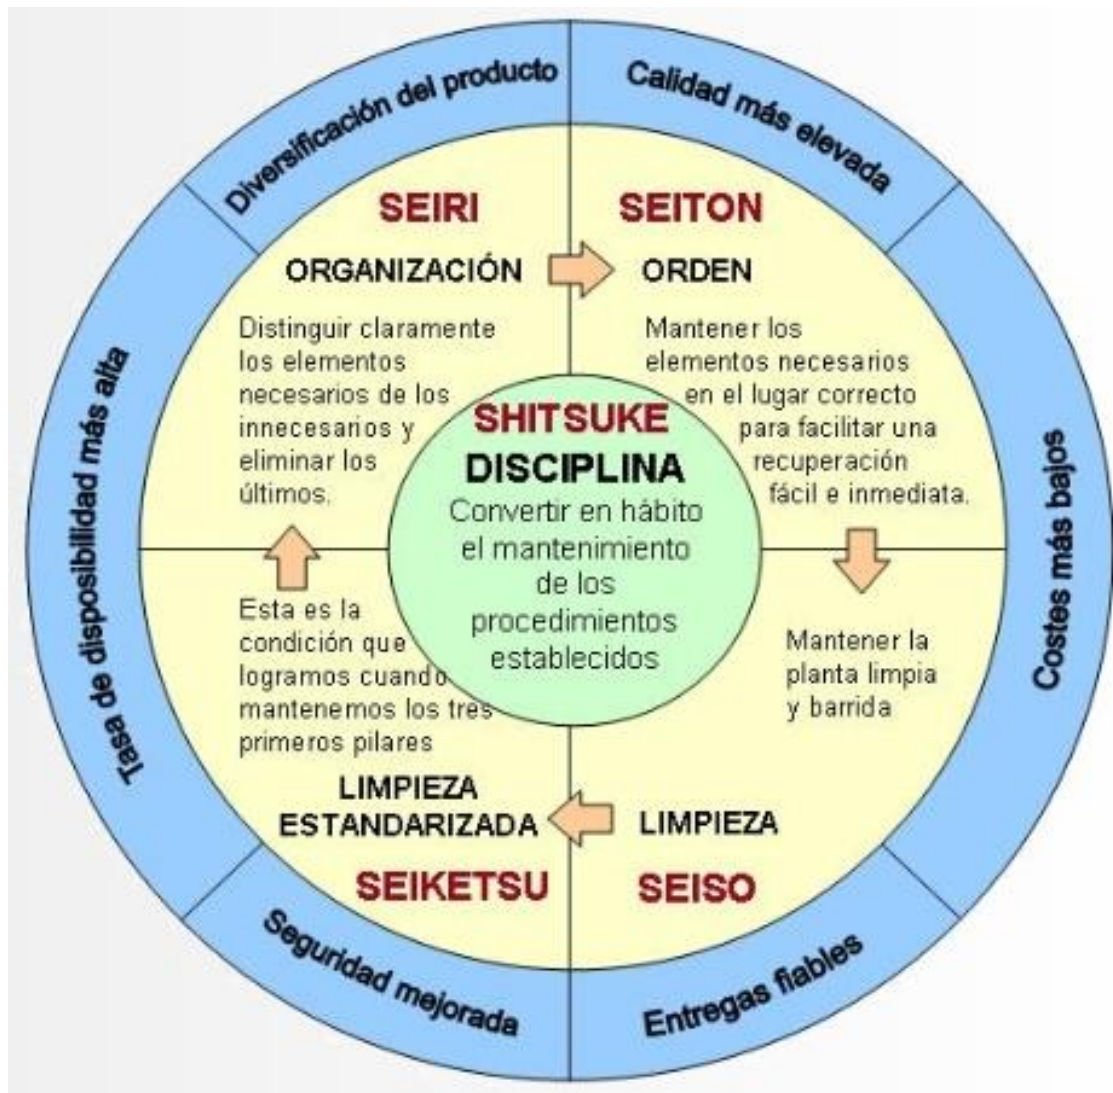 Diversificación del producto
Calidad más elevada
Costes más bajos
Entregas fiables
Seguridad mejorada
Tasa de disposibilidad más alta
SEIRI
ORGANIZACIÓN
Distinguir claramente
los elementos
necesarios de los
innecesarios y
eliminar los
últimos.
SEITON
ORDEN
Mantener los
elementos necesarios
en el lugar correcto
para facilitar una
recuperación
fácil e inmediata.
SHITSUKE
DISCIPLINA
Convertir en hábito
el mantenimiento
de los
procedimientos
establecidos
Mantener la
planta limpia
y barrida
LIMPIEZA
SEISO
Esta es la
condición que
logramos cuando
mantenemos los tres
primeros pilares
LIMPIEZA
ESTANDARIZADA
SEIKETSU